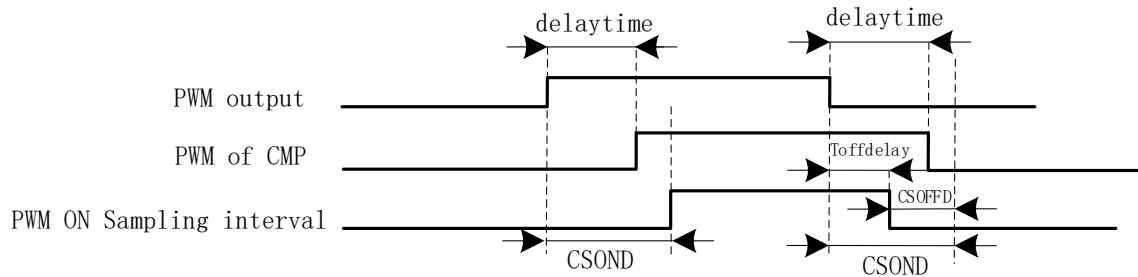 delaytime
delaytime
PWM output
PWM of CMP
Toffdelay
PWM ON Sampling interval
CSOFFD
CSOND
CSOND